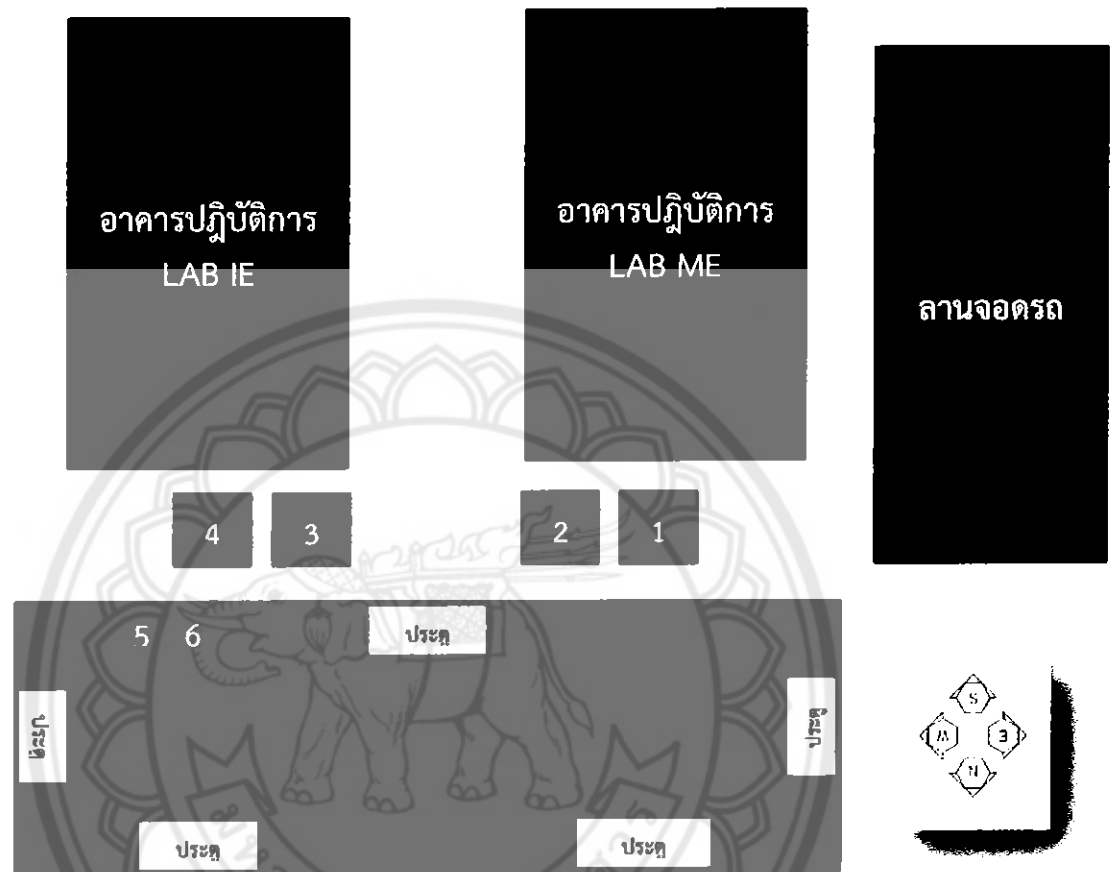 อาคารปฏิบัติการ
LAB IE
อาคารปฏิบัติการ
LAB ME
ลานจอดรถ
4
3
2
1
5
6
ประตู
ประตู
ประตู
ประตู
ประตู
S
W
E
N